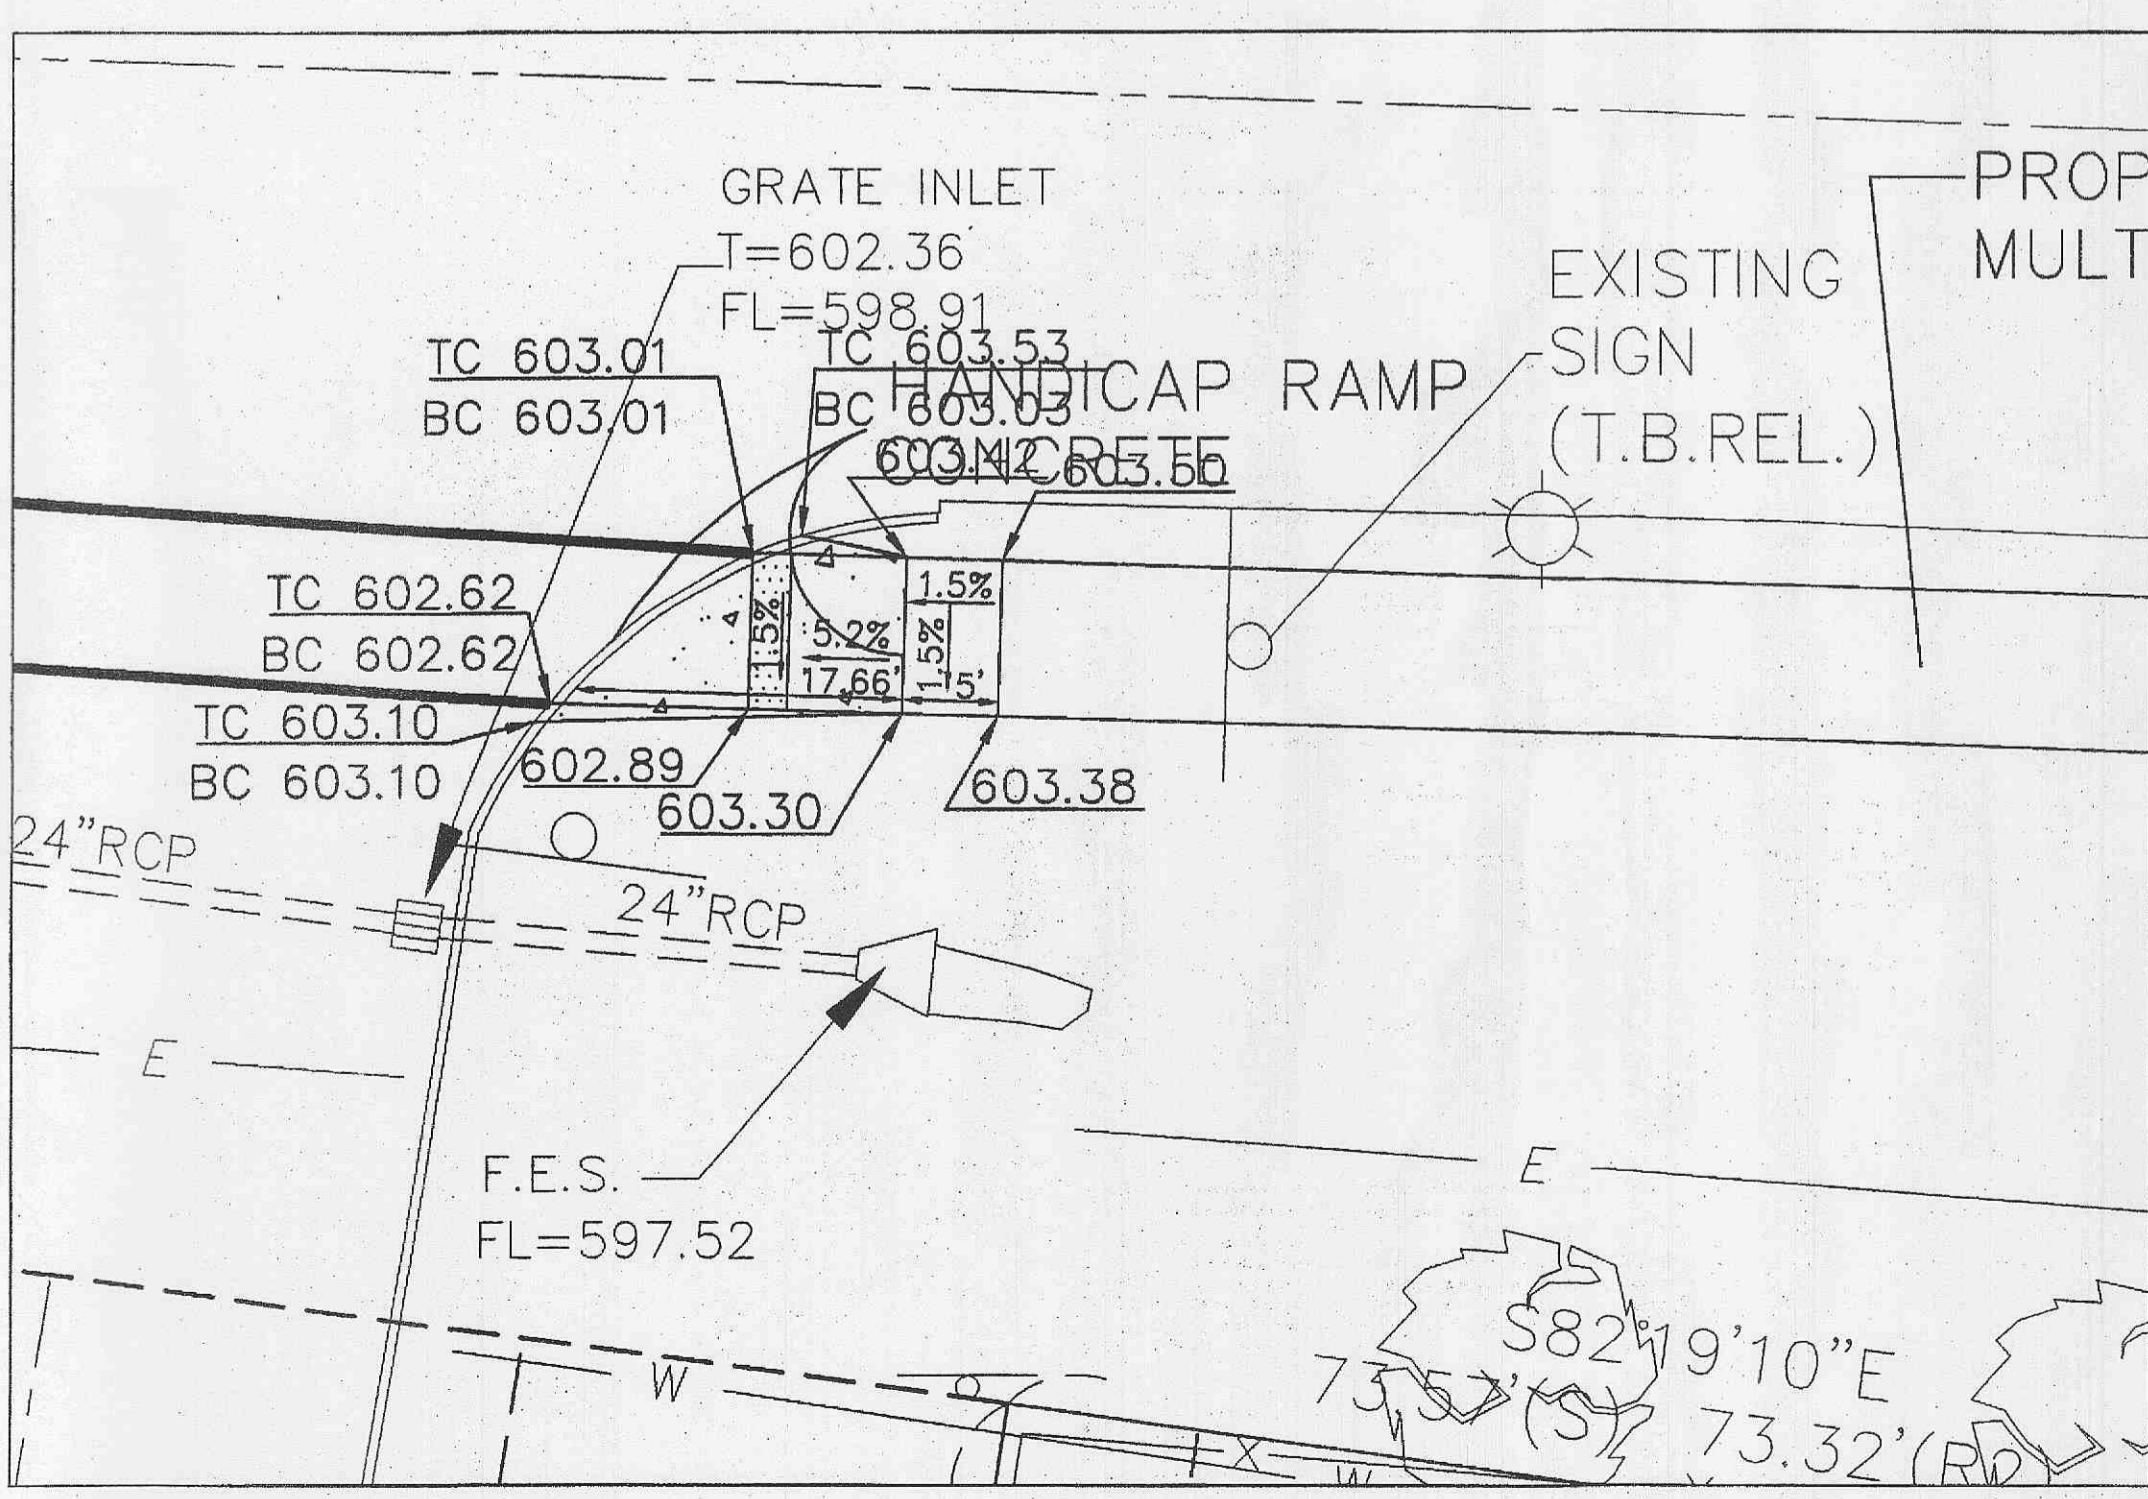 GRATE INLET
T=602.36
FL=598.91
PROP
MULT
EXISTING
SIGN
(T.B.REL.)
TC 603.01
BC 603.01
TC 603.53
BC 603.03
HANDICAP RAMP
CONCRETE
603.42
603.50
TC 602.62
BC 602.62
1.5%
1.5%
5.2%
1.5%
17.66'
5'
TC 603.10
BC 603.10
602.89
603.30
603.38
24"RCP
24"RCP
E
F.E.S.
FL=597.52
E
S82°19'10"E
73.57'(S)
73.32'(R)
W
X
W